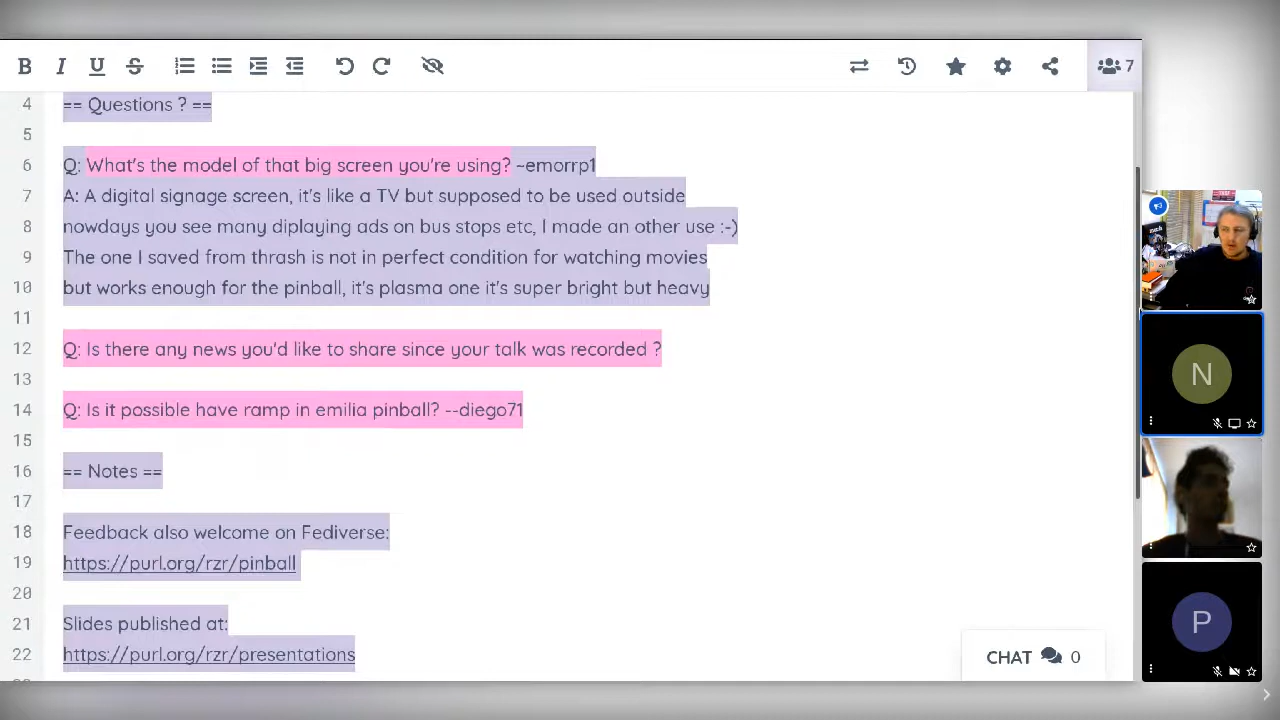 7
4 == Questions ? ==
5
6 Q: What's the model of that big screen you're using? ~emorrp1
7 A: A digital signage screen, it's like a TV but supposed to be used outside
8 nowdays you see many diplaying ads on bus stops etc, I made an other use :-)
9 The one I saved from thrash is not in perfect condition for watching movies
10 but works enough for the pinball, it's plasma one it's super bright but heavy
11
12 Q: Is there any news you'd like to share since your talk was recorded ?
13
14 Q: Is it possible have ramp in emilia pinball? --diego71
15
16 == Notes ==
17
18 Feedback also welcome on Fediverse:
19 https://purl.org/rzr/pinball
20
21 Slides published at:
22 https://purl.org/rzr/presentations
CHAT 0
N
P